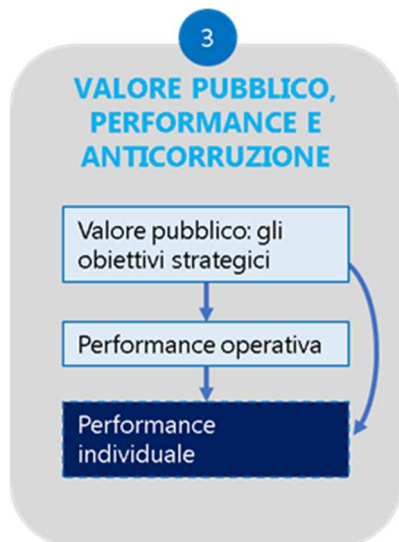 3
VALORE PUBBLICO,
PERFORMANCE E
ANTICORRUZIONE
Valore pubblico: gli
obiettivi strategici
Performance operativa
Performance
individuale